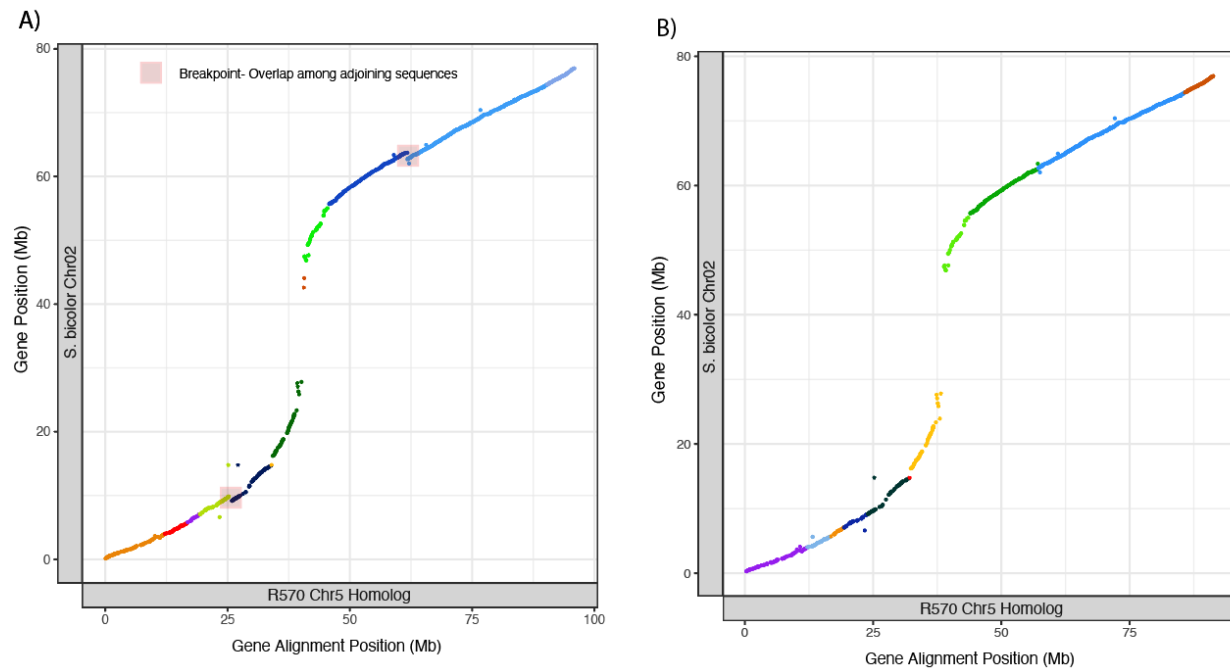 A)
80
Breakpoint- Overlap among adjoining sequences
60
40
20
0
Gene Position (Mb)
S. bicolor Chr02
R570 Chr5 Homolog
0 25 50 75 100
Gene Alignment Position (Mb)
B)
80
60
40
20
0
Gene Position (Mb)
S. bicolor Chr02
R570 Chr5 Homolog
0 25 50 75
Gene Alignment Position (Mb)